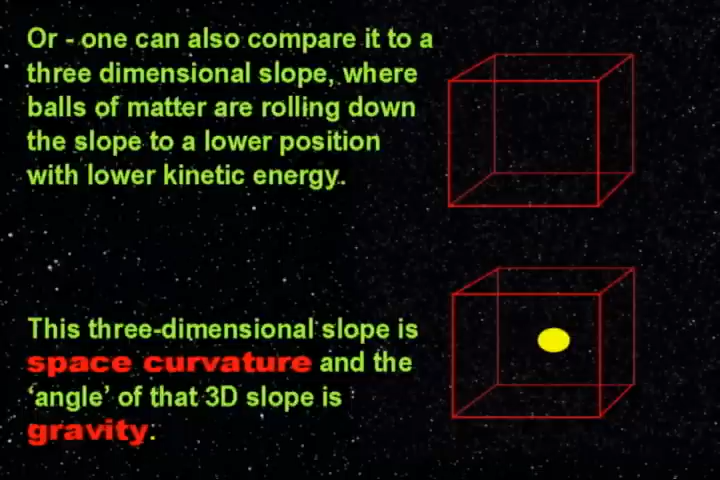 Or - one can also compare it to a
three dimensional slope, where
balls of matter are rolling down
the slope to a lower position
with lower kinetic energy.
This three-dimensional slope is
space curvature and the
‘angle’ of that 3D slope is
gravity.